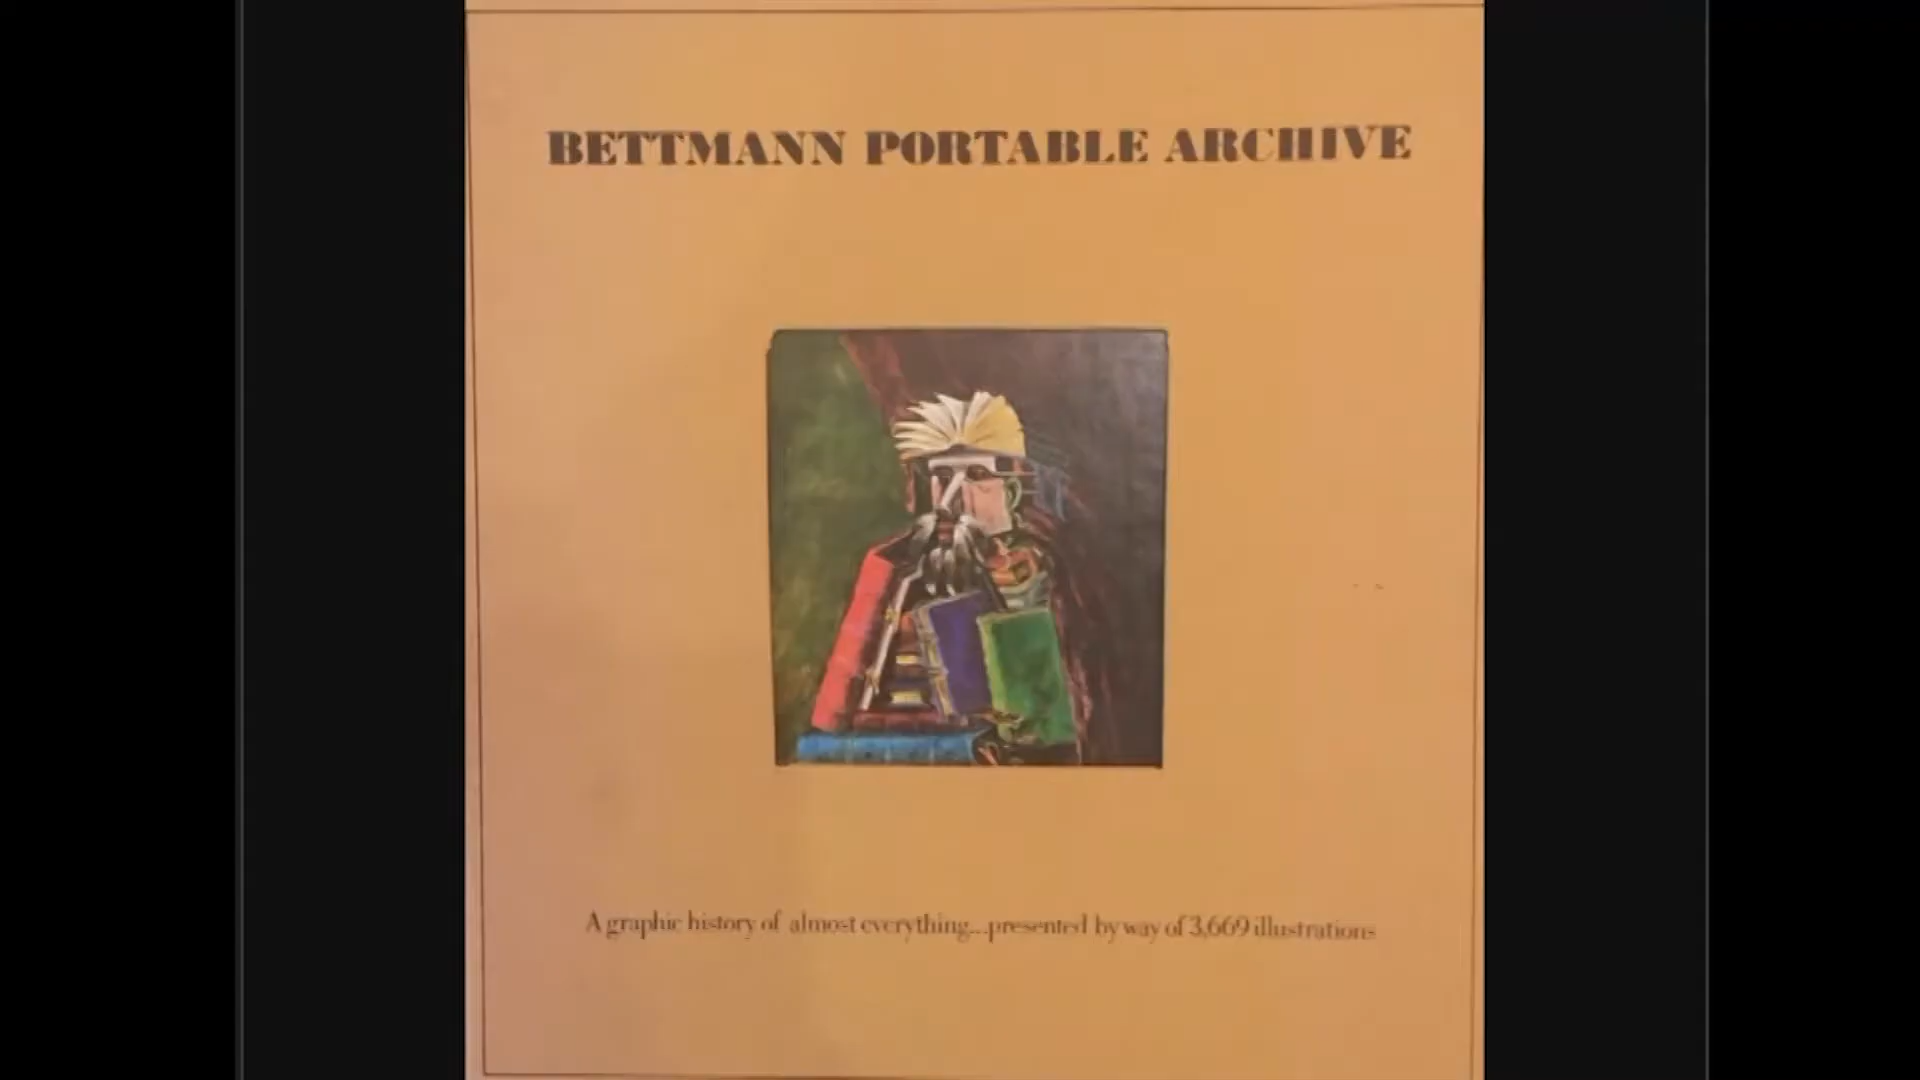 BETTMANN PORTABLE ARCHIVE
A graphic history of almost everything...presented by way of 3,669 illustrations